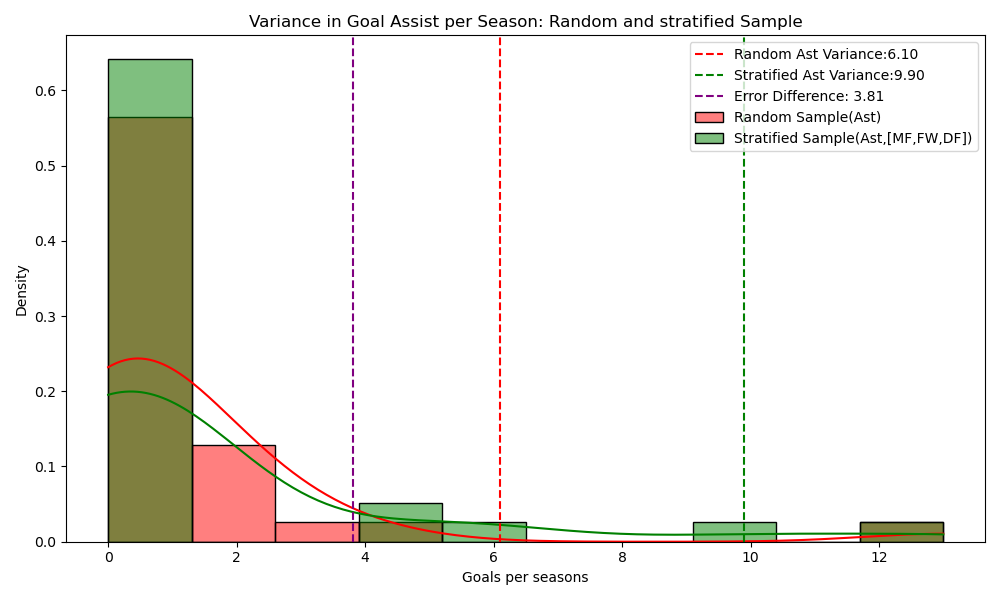 Variance in Goal Assist per Season: Random and stratified Sample
Random Ast Variance:6.10
Stratified Ast Variance:9.90
Error Difference: 3.81
Random Sample(Ast)
Stratified Sample(Ast,[MF,FW,DF])
Density
0.6
0.5
0.4
0.3
0.2
0.1
0.0
0 2 4 6 8 10 12
Goals per seasons